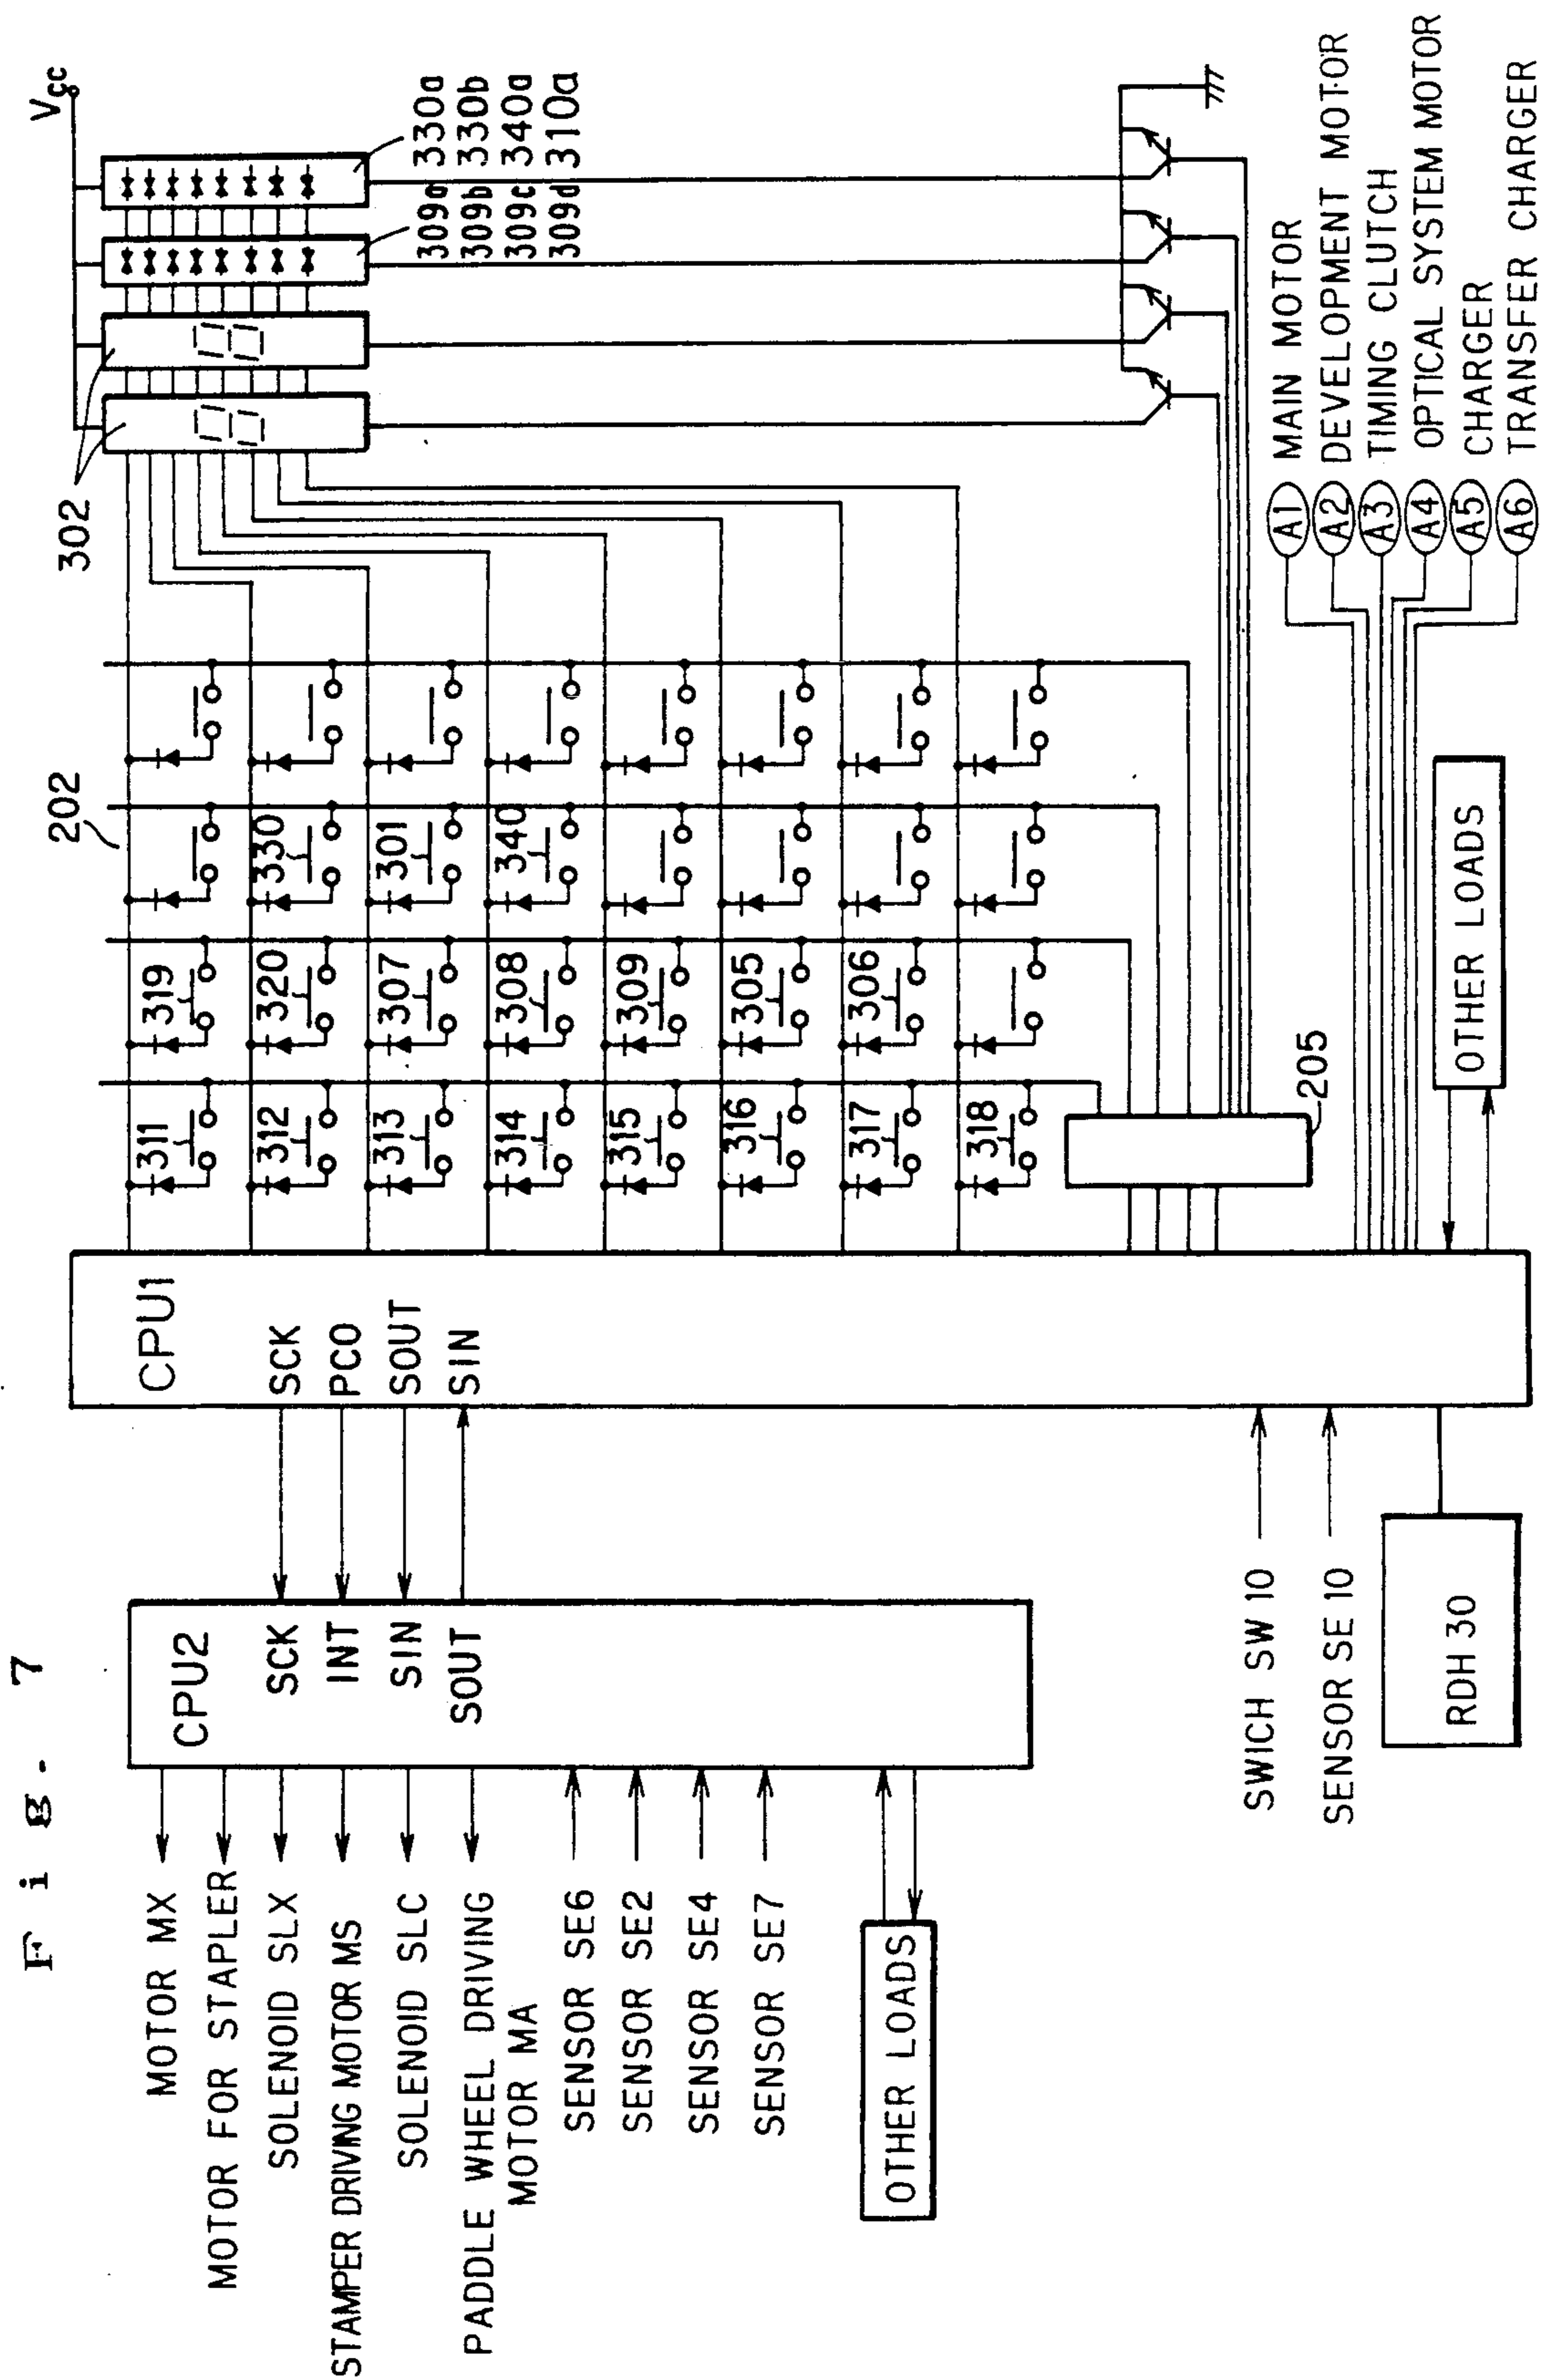 Fig. 7
MOTOR MX
MOTOR FOR STAPLER
SOLENOID SLX
STAMPER DRIVING MOTOR MS
SOLENOID SLC
PADDLE WHEEL DRIVING
MOTOR MA
SENSOR SE6
SENSOR SE2
SENSOR SE4
SENSOR SE7
OTHER LOADS
CPU2
SCK
INT
SIN
SOUT
SWICH SW 10
SENSOR SE 10
RDH 30
CPU1
SCK
PCO
SOUT
SIN
202
311
319
312
320
330
313
307
301
314
308
340
315
309
316
305
317
306
318
205
OTHER LOADS
302
Vcc
309a 330a
309b 330b
309c 340a
309d 310a
A1 MAIN MOTOR
A2 DEVELOPMENT MOTOR
A3 TIMING CLUTCH
A4 OPTICAL SYSTEM MOTOR
A5 CHARGER
A6 TRANSFER CHARGER